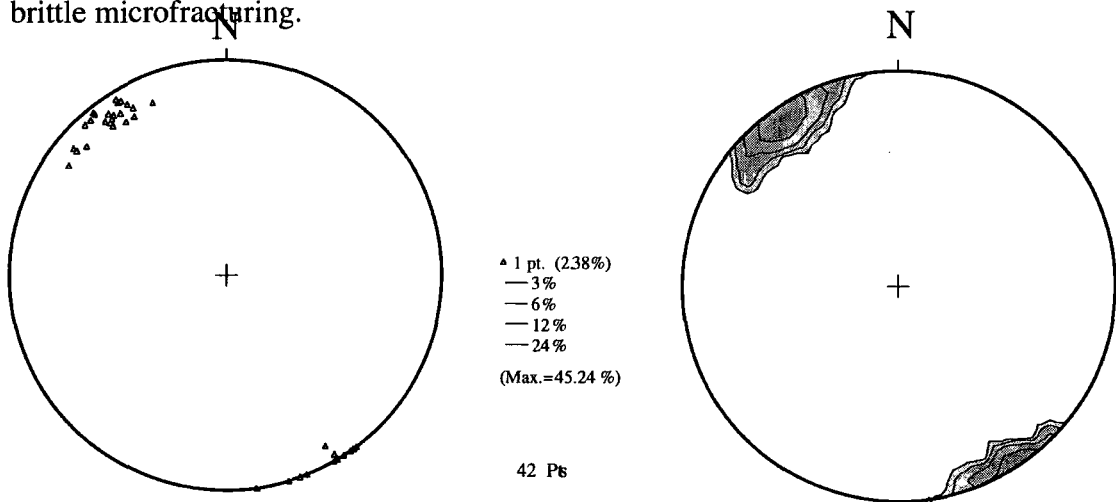 brittle microfracturing.
N
N
1 pt. (2.38%)
3%
6%
12%
24%
(Max.=45.24 %)
42 Pts